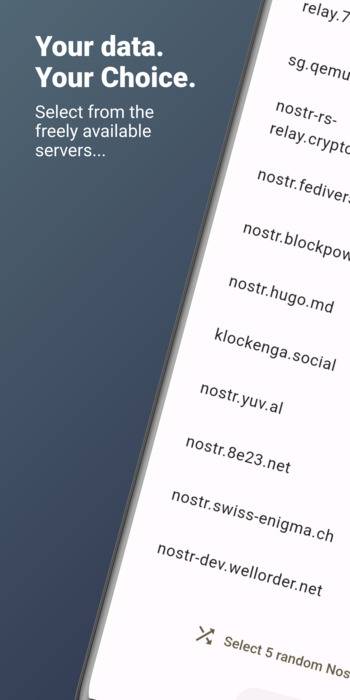 Your data.
Your Choice.
Select from the
freely available
servers...
relay.7
sg.qemu
nostr-rs-
relay.crypto
nostr.fediver
nostr.blockpow
nostr.hugo.md
klockenga.social
nostr.yuv.al
nostr.8e23.net
nostr.swiss-enigma.ch
nostr-dev.wellorder.net
Select 5 random Nos